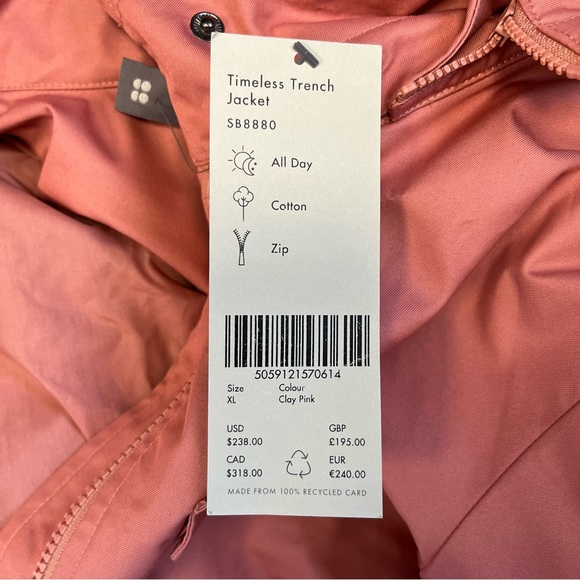 Timeless Trench
Jacket
SB8880
All Day
Cotton
Zip
5059121570614
Size Colour
XL Clay Pink
USD GBP
$238.00 £195.00
CAD EUR
$318.00 €240.00
MADE FROM 100% RECYCLED CARD